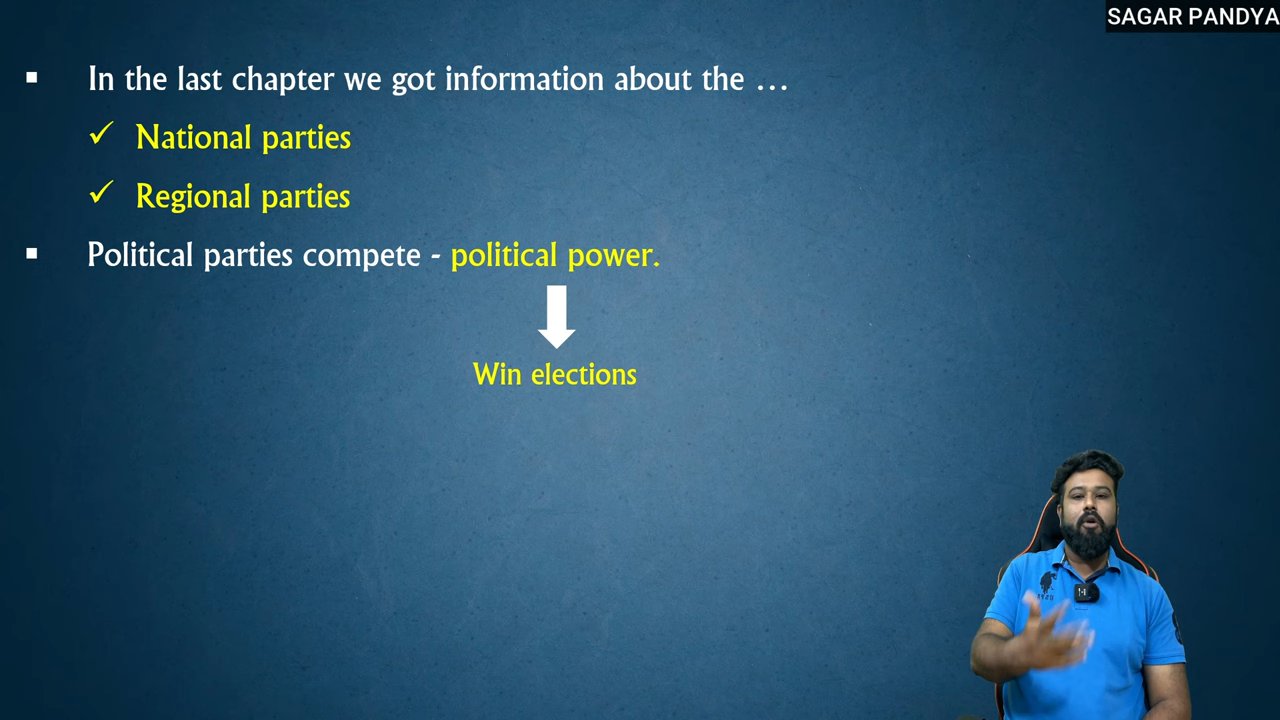 SAGAR PANDYA
▪ In the last chapter we got information about the ...
✓ National parties
✓ Regional parties
▪ Political parties compete - political power.
Win elections